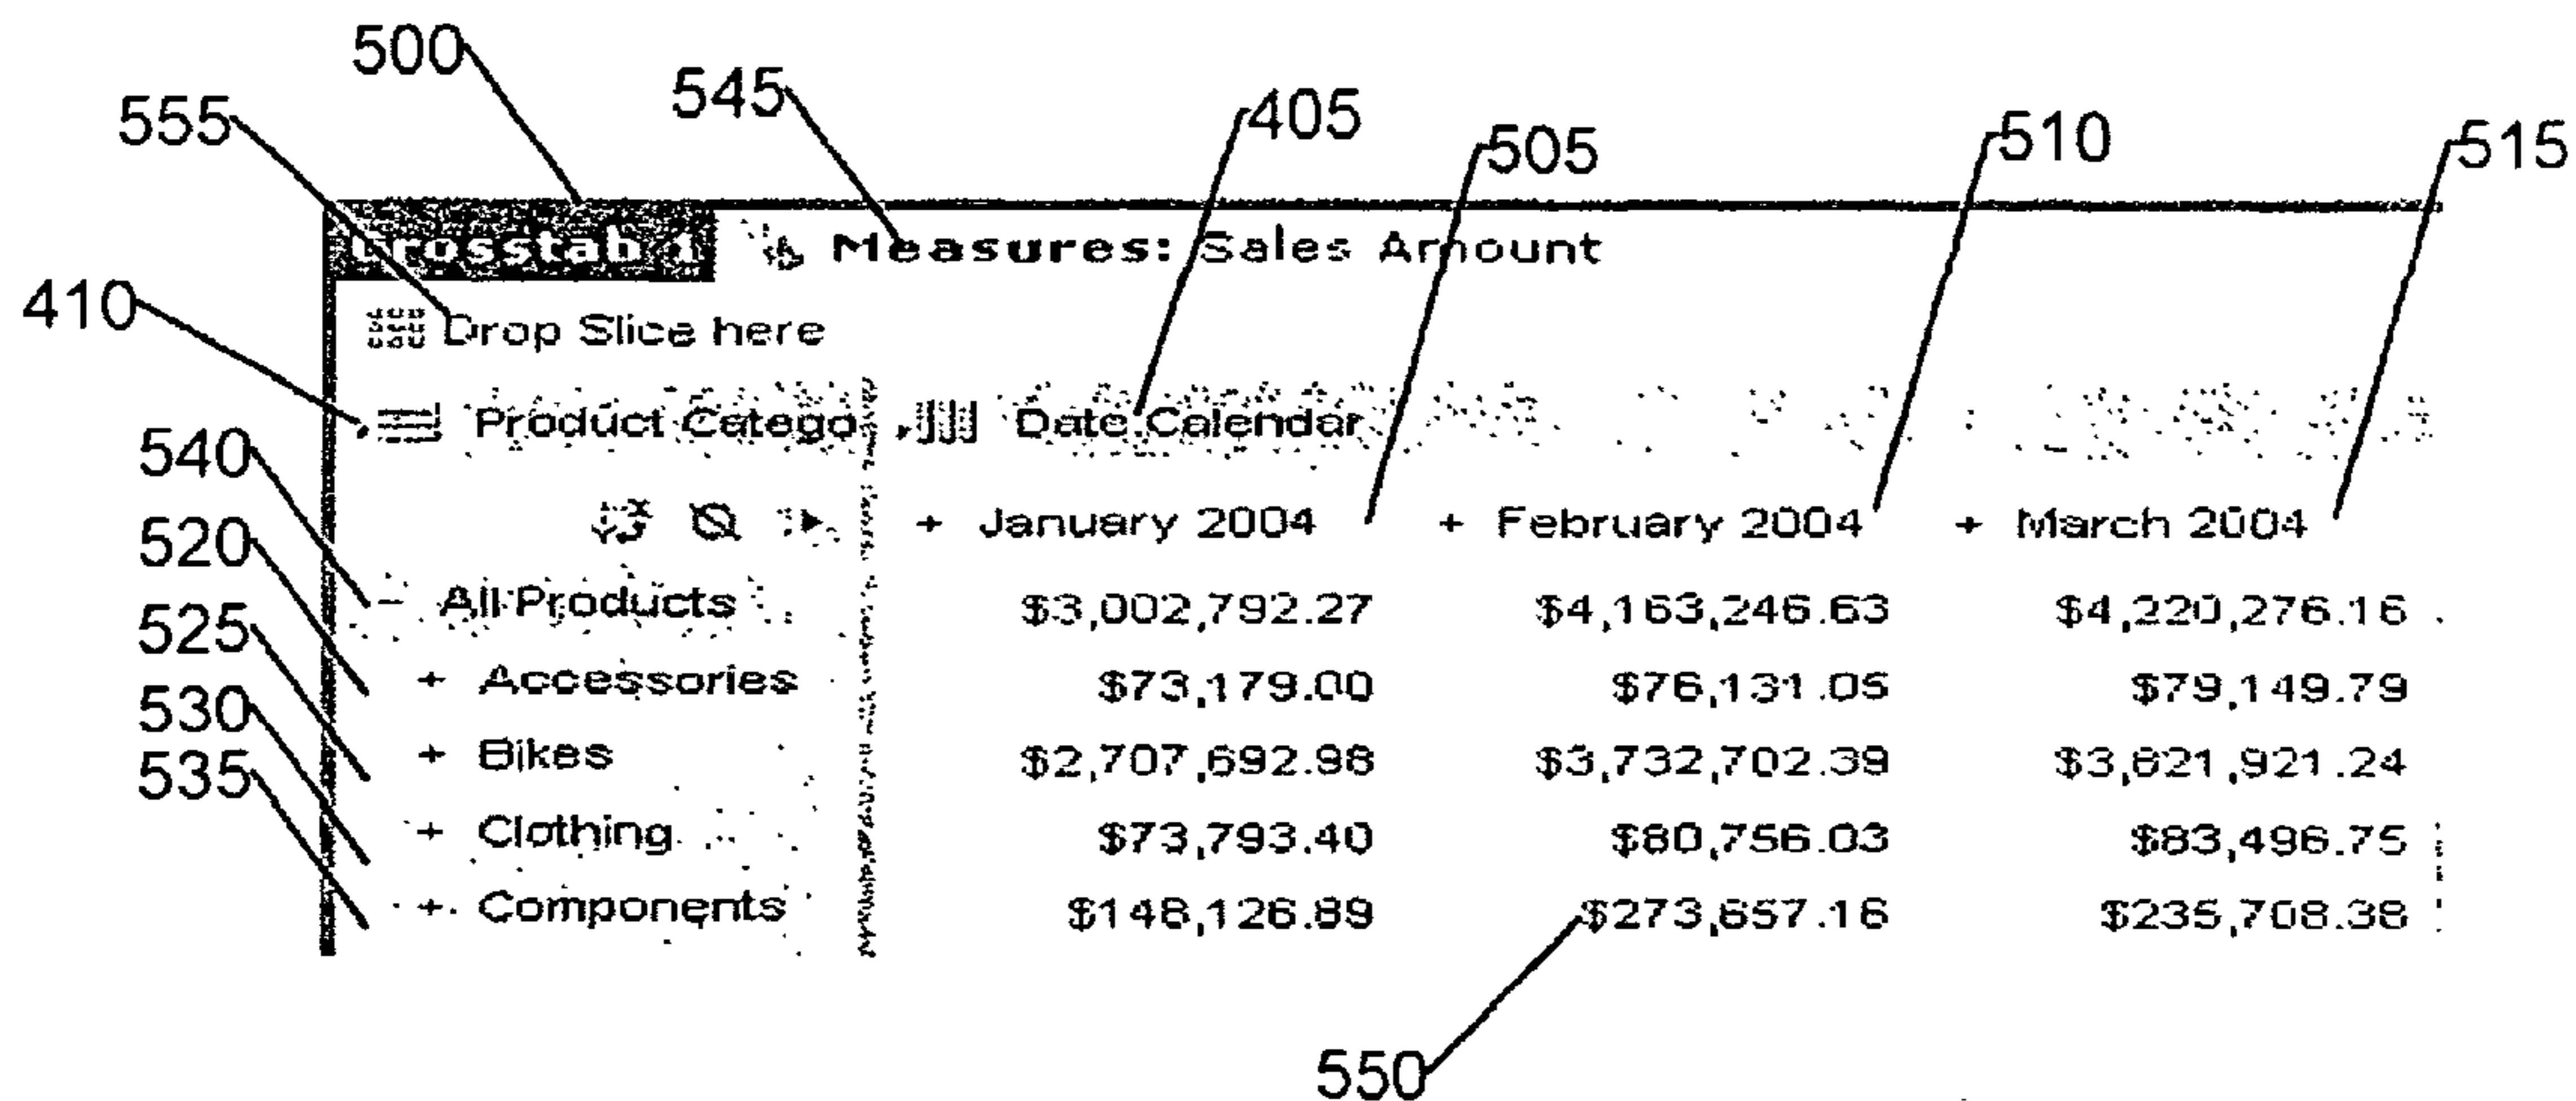 500
545
555
405
505
510
515
Crosstab 1 Measures: Sales Amount
410
Drop Slice here
Product Catego Date.Calendar
540
+ January 2004 + February 2004 + March 2004
520
- All Products $3,002,792.27 $4,163,246.63 $4,220,276.16
525
+ Accessories $73,179.00 $76,131.05 $79,149.79
530
+ Bikes $2,707,692.98 $3,732,702.39 $3,821,921.24
535
+ Clothing $73,793.40 $80,756.03 $83,496.75
+ Components $148,126.89 $273,657.16 $235,708.38
550